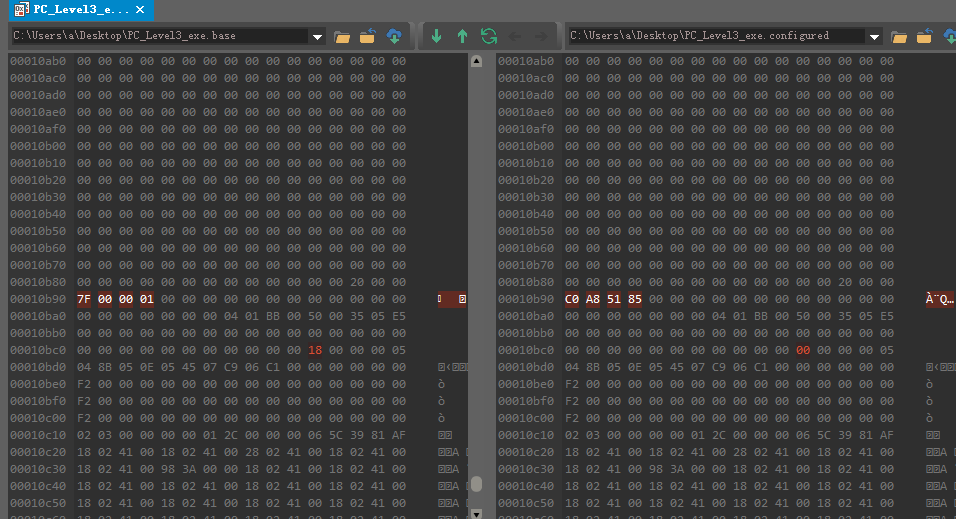 PC_Level3_e... ×
C:\Users\a\Desktop\PC_Level3_exe.base C:\Users\a\Desktop\PC_Level3_exe.configured
00010ab0 00 00 00 00 00 00 00 00 00 00 00 00 00 00 00 00 00010ab0 00 00 00 00 00 00 00 00 00 00 00 00 00 00 00 00
00010ac0 00 00 00 00 00 00 00 00 00 00 00 00 00 00 00 00 00010ac0 00 00 00 00 00 00 00 00 00 00 00 00 00 00 00 00
00010ad0 00 00 00 00 00 00 00 00 00 00 00 00 00 00 00 00 00010ad0 00 00 00 00 00 00 00 00 00 00 00 00 00 00 00 00
00010ae0 00 00 00 00 00 00 00 00 00 00 00 00 00 00 00 00 00010ae0 00 00 00 00 00 00 00 00 00 00 00 00 00 00 00 00
00010af0 00 00 00 00 00 00 00 00 00 00 00 00 00 00 00 00 00010af0 00 00 00 00 00 00 00 00 00 00 00 00 00 00 00 00
00010b00 00 00 00 00 00 00 00 00 00 00 00 00 00 00 00 00 00010b00 00 00 00 00 00 00 00 00 00 00 00 00 00 00 00 00
00010b10 00 00 00 00 00 00 00 00 00 00 00 00 00 00 00 00 00010b10 00 00 00 00 00 00 00 00 00 00 00 00 00 00 00 00
00010b20 00 00 00 00 00 00 00 00 00 00 00 00 00 00 00 00 00010b20 00 00 00 00 00 00 00 00 00 00 00 00 00 00 00 00
00010b30 00 00 00 00 00 00 00 00 00 00 00 00 00 00 00 00 00010b30 00 00 00 00 00 00 00 00 00 00 00 00 00 00 00 00
00010b40 00 00 00 00 00 00 00 00 00 00 00 00 00 00 00 00 00010b40 00 00 00 00 00 00 00 00 00 00 00 00 00 00 00 00
00010b50 00 00 00 00 00 00 00 00 00 00 00 00 00 00 00 00 00010b50 00 00 00 00 00 00 00 00 00 00 00 00 00 00 00 00
00010b60 00 00 00 00 00 00 00 00 00 00 00 00 00 00 00 00 00010b60 00 00 00 00 00 00 00 00 00 00 00 00 00 00 00 00
00010b70 00 00 00 00 00 00 00 00 00 00 00 00 00 00 00 00 00010b70 00 00 00 00 00 00 00 00 00 00 00 00 00 00 00 00
00010b80 00 00 00 00 00 00 00 00 00 00 00 00 00 20 00 00 00010b80 00 00 00 00 00 00 00 00 00 00 00 00 00 20 00 00
00010b90 7F 00 00 01 00 00 00 00 00 00 00 00 00 00 00 00 00010b90 C0 A8 51 85 00 00 00 00 00 00 00 00 00 00 00 00 À¨Q…
00010ba0 00 00 00 00 00 00 00 04 01 BB 00 50 00 35 05 E5 00010ba0 00 00 00 00 00 00 00 04 01 BB 00 50 00 35 05 E5
00010bb0 00 00 00 00 00 00 00 00 00 00 00 00 00 00 00 00 00010bb0 00 00 00 00 00 00 00 00 00 00 00 00 00 00 00 00
00010bc0 00 00 00 00 00 00 00 00 00 00 00 18 00 00 00 05 00010bc0 00 00 00 00 00 00 00 00 00 00 00 00 00 00 00 05
00010bd0 04 8B 05 0E 05 45 07 C9 06 C1 00 00 00 00 00 00 00010bd0 04 8B 05 0E 05 45 07 C9 06 C1 00 00 00 00 00 00
00010be0 F2 00 00 00 00 00 00 00 00 00 00 00 00 00 00 00 ò 00010be0 F2 00 00 00 00 00 00 00 00 00 00 00 00 00 00 00 ò
00010bf0 F2 00 00 00 00 00 00 00 00 00 00 00 00 00 00 00 ò 00010bf0 F2 00 00 00 00 00 00 00 00 00 00 00 00 00 00 00 ò
00010c00 F2 00 00 00 00 00 00 00 00 00 00 00 00 00 00 00 ò 00010c00 F2 00 00 00 00 00 00 00 00 00 00 00 00 00 00 00 ò
00010c10 02 03 00 00 00 00 01 2C 00 00 00 06 5C 39 81 AF 00010c10 02 03 00 00 00 00 01 2C 00 00 00 06 5C 39 81 AF
00010c20 18 02 41 00 18 02 41 00 28 02 41 00 18 02 41 00 A 00010c20 18 02 41 00 18 02 41 00 28 02 41 00 18 02 41 00 A
00010c30 18 02 41 00 98 3A 00 00 18 02 41 00 18 02 41 00 A 00010c30 18 02 41 00 98 3A 00 00 18 02 41 00 18 02 41 00 A
00010c40 18 02 41 00 18 02 41 00 18 02 41 00 18 02 41 00 A 00010c40 18 02 41 00 18 02 41 00 18 02 41 00 18 02 41 00 A
00010c50 18 02 41 00 18 02 41 00 18 02 41 00 18 02 41 00 A 00010c50 18 02 41 00 18 02 41 00 18 02 41 00 18 02 41 00 A